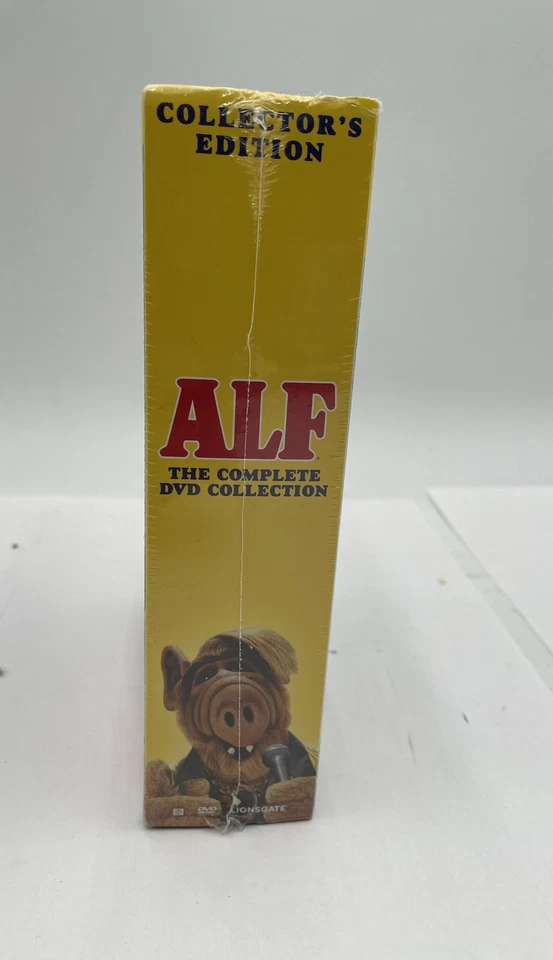 COLLECTOR'S
EDITION
ALF
THE COMPLETE
DVD COLLECTION
DVD
LIONSGATE